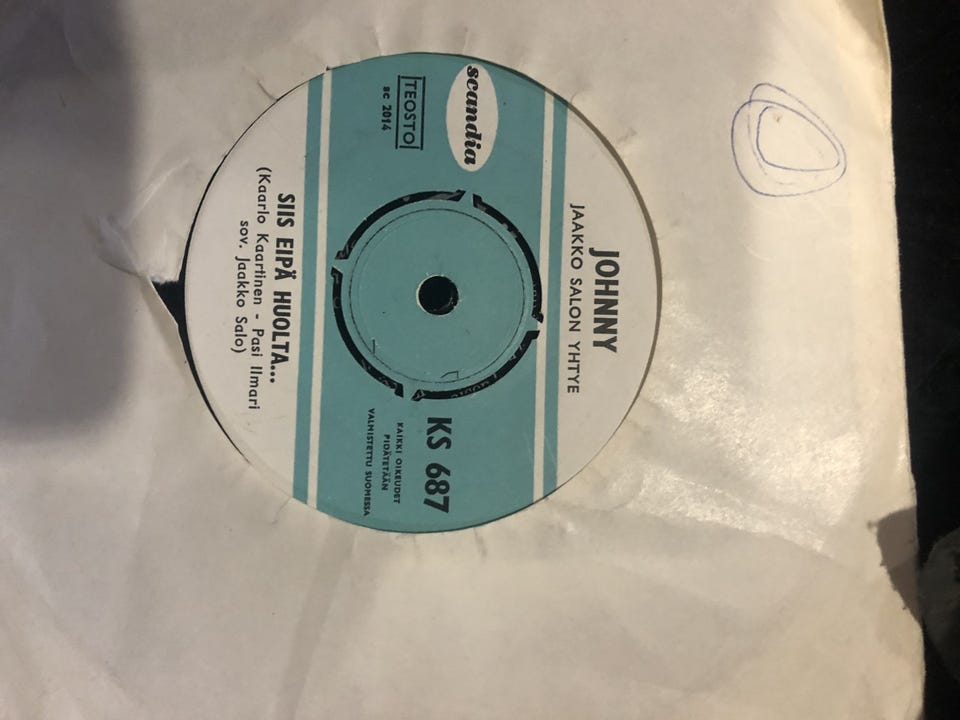 JOHNNY
JAAKKO SALON YHTYE
scandia
TEOSTO
sc 2014
KS 687
KAIKKI OIKEUDET
PIDÄTETÄÄN
VALMISTETTU SUOMESSA
SIIS EIPÄ HUOLTA...
(Kaarlo Kaartinen - Pasi Ilmari
sov. Jaakko Salo)